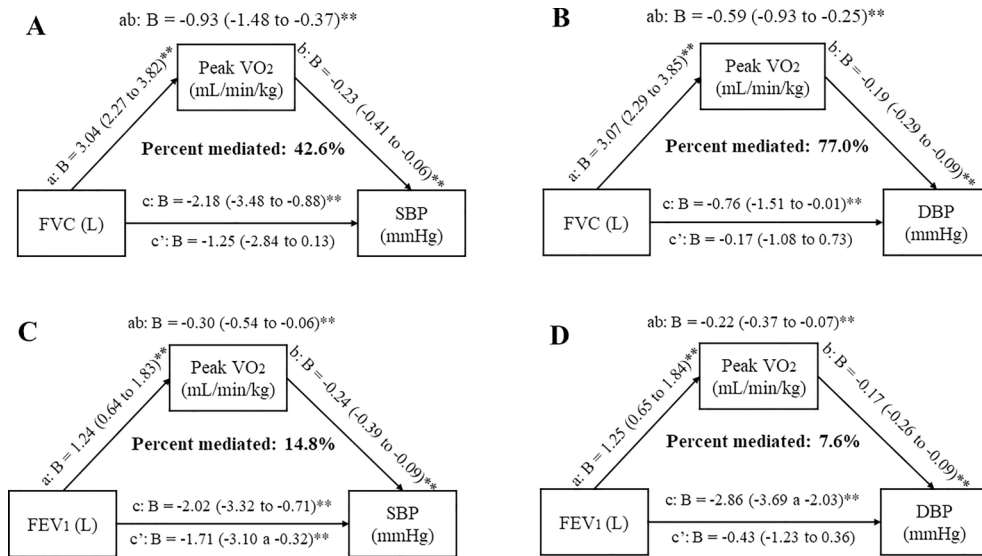 A
ab: B = -0.93 (-1.48 to -0.37)**
Peak VO2
(mL/min/kg)
a: B = 3.04 (2.27 to 3.82)**
b: B = -0.23 (-0.41 to -0.06)**
Percent mediated: 42.6%
FVC (L)
c: B = -2.18 (-3.48 to -0.88)**
c’: B = -1.25 (-2.84 to 0.13)
SBP
(mmHg)
B
ab: B = -0.59 (-0.93 to -0.25)**
Peak VO2
(mL/min/kg)
a: B = 3.07 (2.29 to 3.85)**
b: B = -0.19 (-0.29 to -0.09)**
Percent mediated: 77.0%
FVC (L)
c: B = -0.76 (-1.51 to -0.01)**
c’: B = -0.17 (-1.08 to 0.73)
DBP
(mmHg)
C
ab: B = -0.30 (-0.54 to -0.06)**
Peak VO2
(mL/min/kg)
a: B = 1.24 (0.64 to 1.83)**
b: B = -0.24 (-0.39 to -0.09)**
Percent mediated: 14.8%
FEV1 (L)
c: B = -2.02 (-3.32 to -0.71)**
c’: B = -1.71 (-3.10 a -0.32)**
SBP
(mmHg)
D
ab: B = -0.22 (-0.37 to -0.07)**
Peak VO2
(mL/min/kg)
a: B = 1.25 (0.65 to 1.84)**
b: B = -0.17 (-0.26 to -0.09)**
Percent mediated: 7.6%
FEV1 (L)
c: B = -2.86 (-3.69 a -2.03)**
c’: B = -0.43 (-1.23 to 0.36)
DBP
(mmHg)